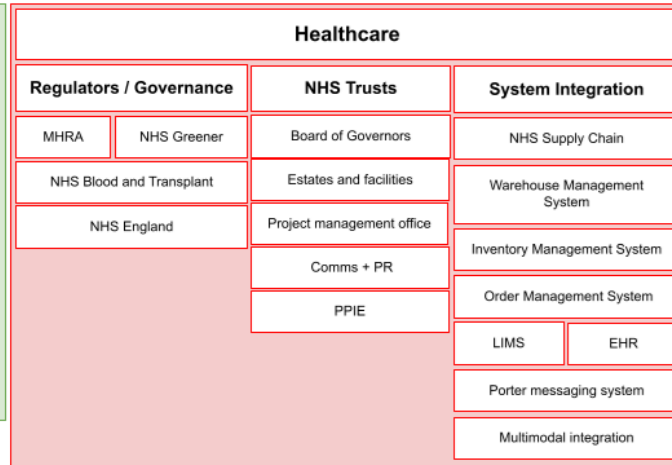 Healthcare
Regulators / Governance
MHRA
NHS Greener
NHS Blood and Transplant
NHS England
NHS Trusts
Board of Governors
Estates and facilities
Project management office
Comms + PR
PPIE
System Integration
NHS Supply Chain
Warehouse Management
System
Inventory Management System
Order Management System
LIMS
EHR
Porter messaging system
Multimodal integration